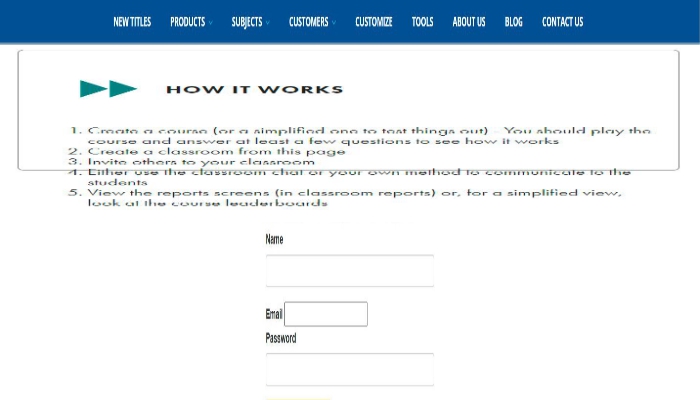 NEW TITLES PRODUCTS SUBJECTS CUSTOMERS CUSTOMIZE TOOLS ABOUT US BLOG CONTACT US
HOW IT WORKS
1. Create a course (or a simplified one to test things out) - You should play the
course and answer at least a few questions to see how it works
2. Create a classroom from this page
3. Invite others to your classroom
4. Either use the classroom chat or your own method to communicate to the
students
5. View the reports screens (in classroom reports) or, for a simplified view,
look at the course leaderboards
Name
Email
Password